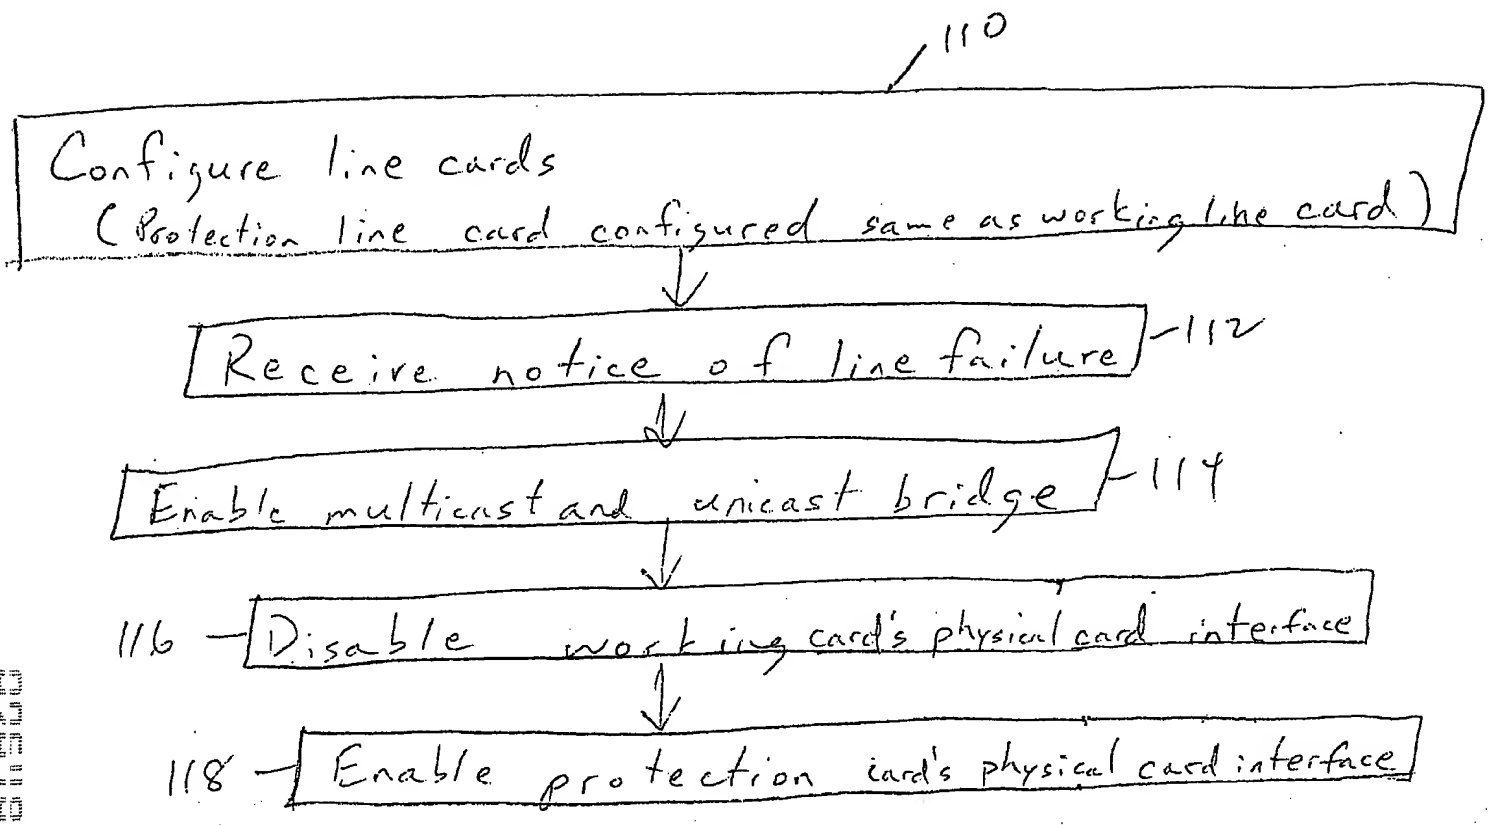 110
Configure line cards
(Protection line card configured same as working line card)
Receive notice of line failure
112
Enable multicast and unicast bridge
114
116
Disable working card's physical card interface
118
Enable protection card's physical card interface